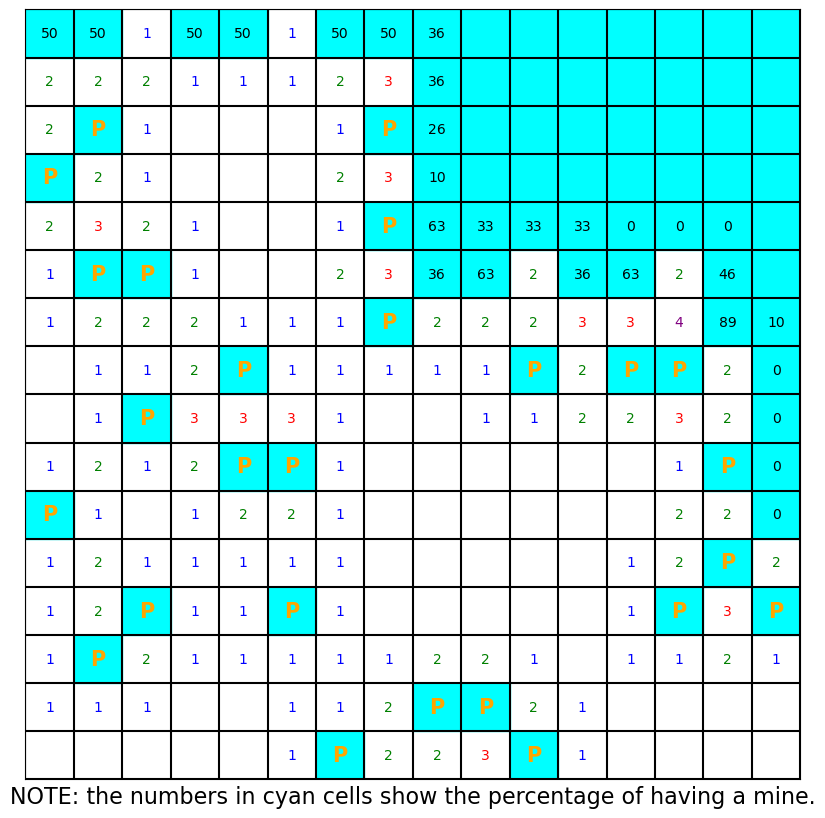 50 50 1 50 50 1 50 50 36
2 2 2 1 1 1 2 3 36
2 P 1 1 P 26
P 2 1 2 3 10
2 3 2 1 1 P 63 33 33 33 0 0 0
1 P P 1 2 3 36 63 2 36 63 2 46
1 2 2 2 1 1 1 P 2 2 2 3 3 4 89 10
1 1 2 P 1 1 1 1 1 P 2 P P 2 0
1 P 3 3 3 1 1 1 2 2 3 2 0
1 2 1 2 P P 1 1 P 0
P 1 1 2 2 1 2 2 0
1 2 1 1 1 1 1 1 2 P 2
1 2 P 1 1 P 1 1 P 3 P
1 P 2 1 1 1 1 1 2 2 1 1 1 2 1
1 1 1 1 1 2 P P 2 1
1 P 2 2 3 P 1
NOTE: the numbers in cyan cells show the percentage of having a mine.